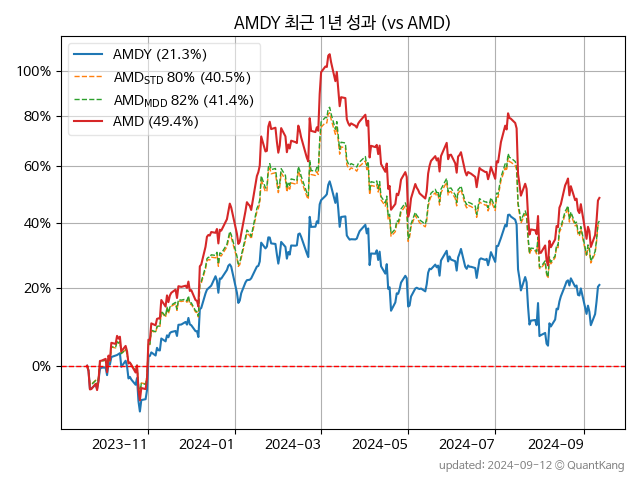 AMDY 최근 1년 성과 (vs AMD)
AMDY (21.3%)
AMDSTD 80% (40.5%)
AMDMDD 82% (41.4%)
AMD (49.4%)
100%
80%
60%
40%
20%
0%
2023-11 2024-01 2024-03 2024-05 2024-07 2024-09
updated: 2024-09-12 © QuantKang